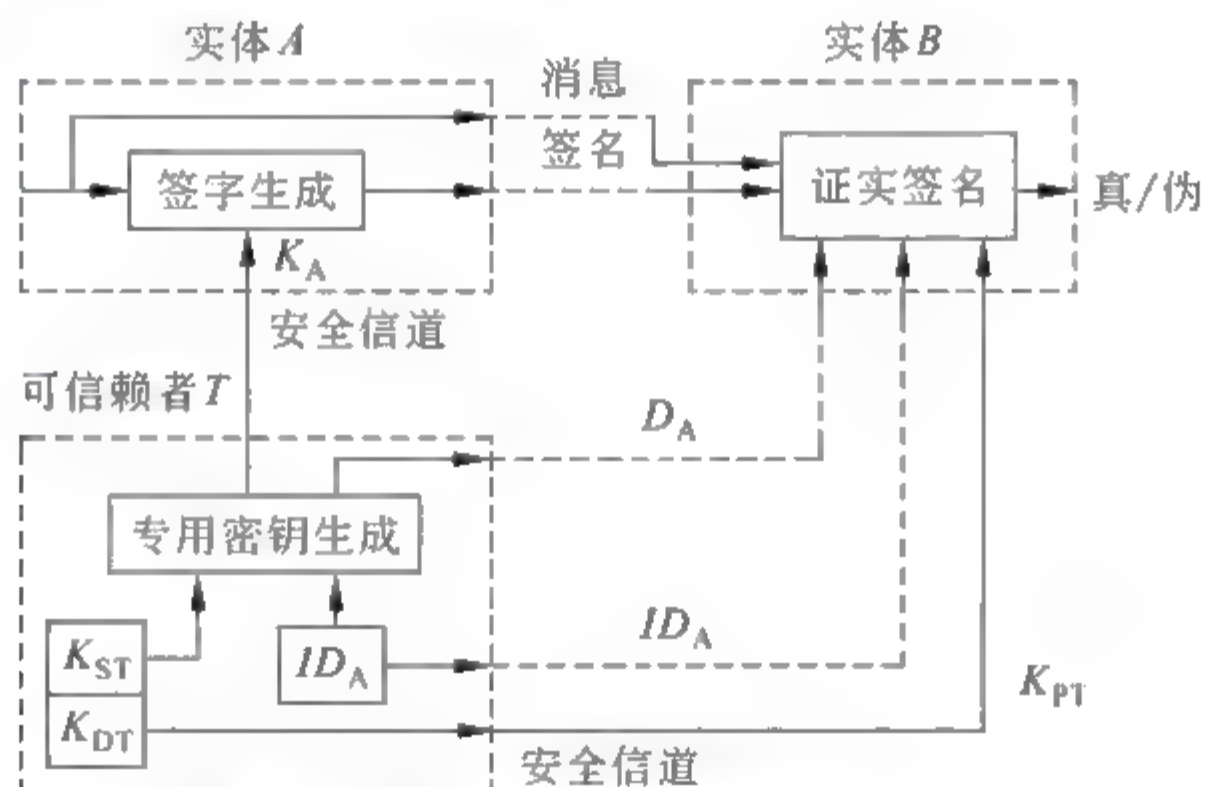 实体A
实体B
消息
签名
签字生成
证实签名
真/伪
K_A
安全信道
可信赖者T
D_A
专用密钥生成
K_ST
ID_A
ID_A
K_PT
K_DT
安全信道